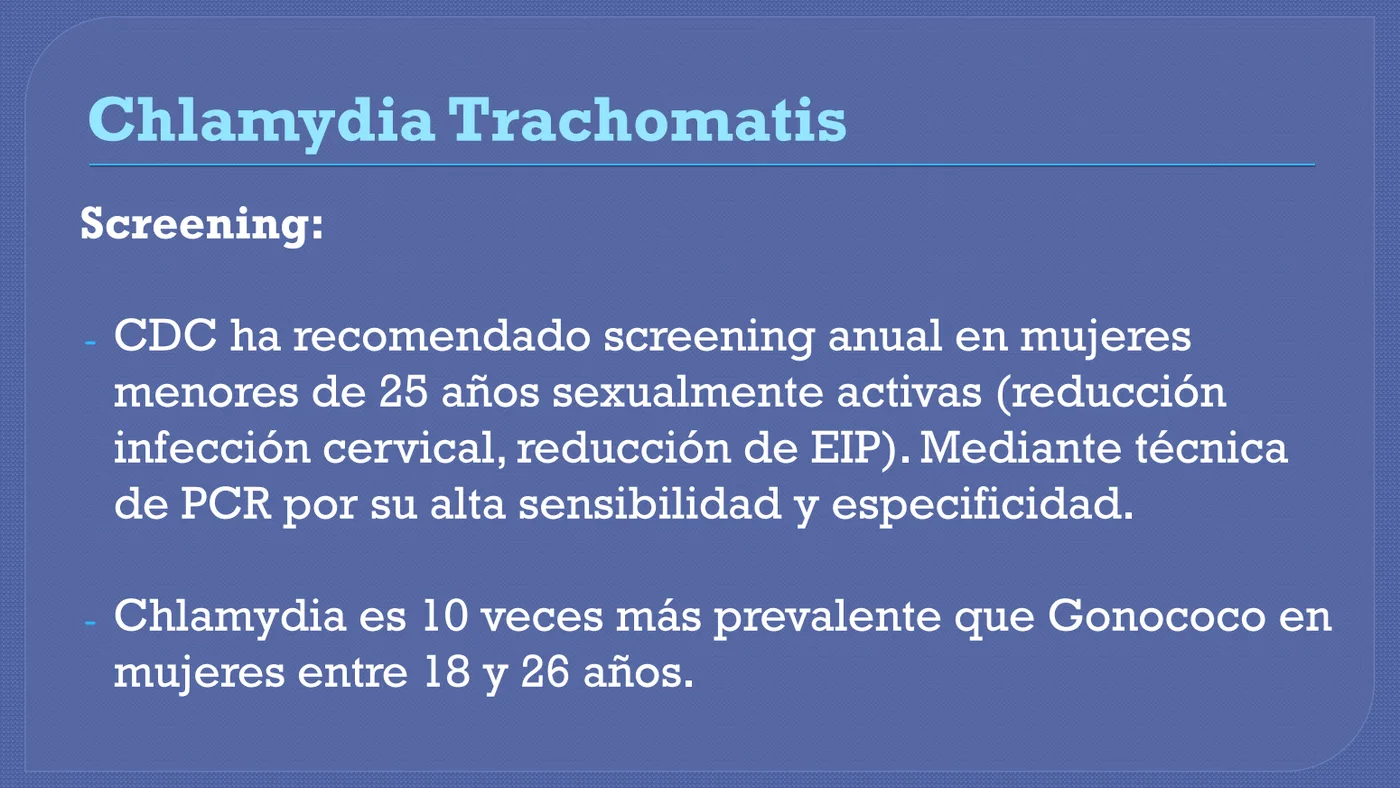 Chlamydia Trachomatis
Screening:
- CDC ha recomendado screening anual en mujeres
menores de 25 años sexualmente activas (reducción
infección cervical, reducción de EIP). Mediante técnica
de PCR por su alta sensibilidad y especificidad.
- Chlamydia es 10 veces más prevalente que Gonococo en
mujeres entre 18 y 26 años.